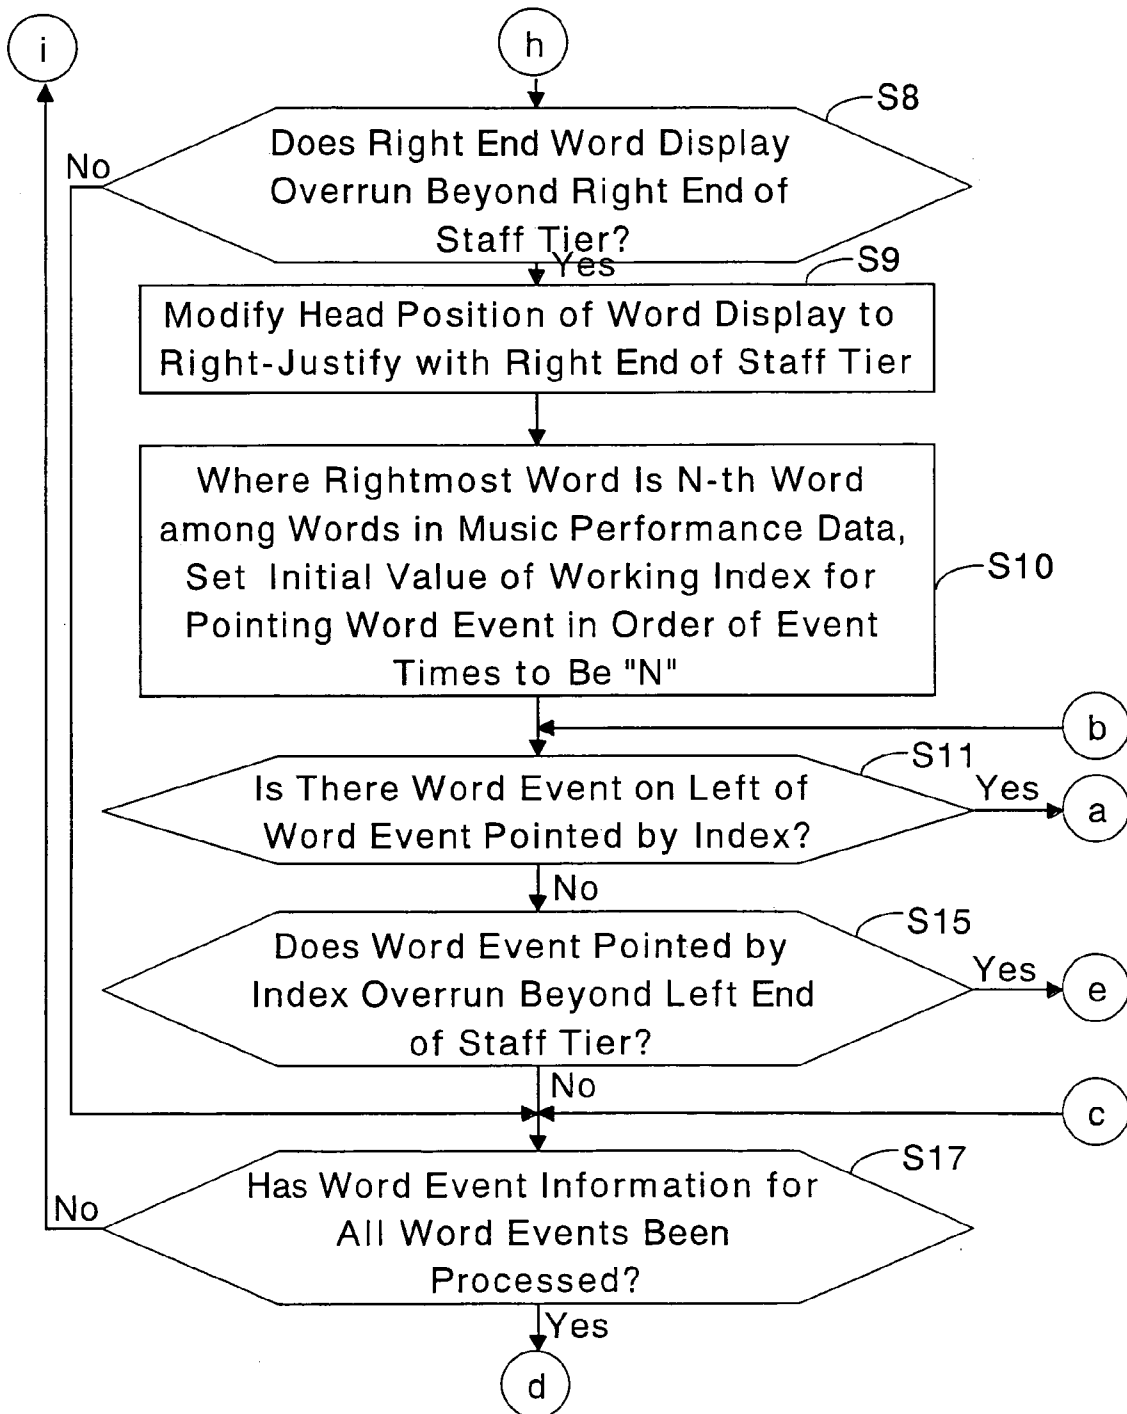 i
h
S8
No
Does Right End Word Display
Overrun Beyond Right End of
Staff Tier?
Yes
S9
Modify Head Position of Word Display to
Right-Justify with Right End of Staff Tier
Where Rightmost Word Is N-th Word
among Words in Music Performance Data,
Set Initial Value of Working Index for
Pointing Word Event in Order of Event
Times to Be "N"
S10
b
S11
Is There Word Event on Left of
Word Event Pointed by Index?
Yes
a
No
S15
Does Word Event Pointed by
Index Overrun Beyond Left End
of Staff Tier?
Yes
e
No
c
S17
Has Word Event Information for
All Word Events Been
Processed?
No
Yes
d